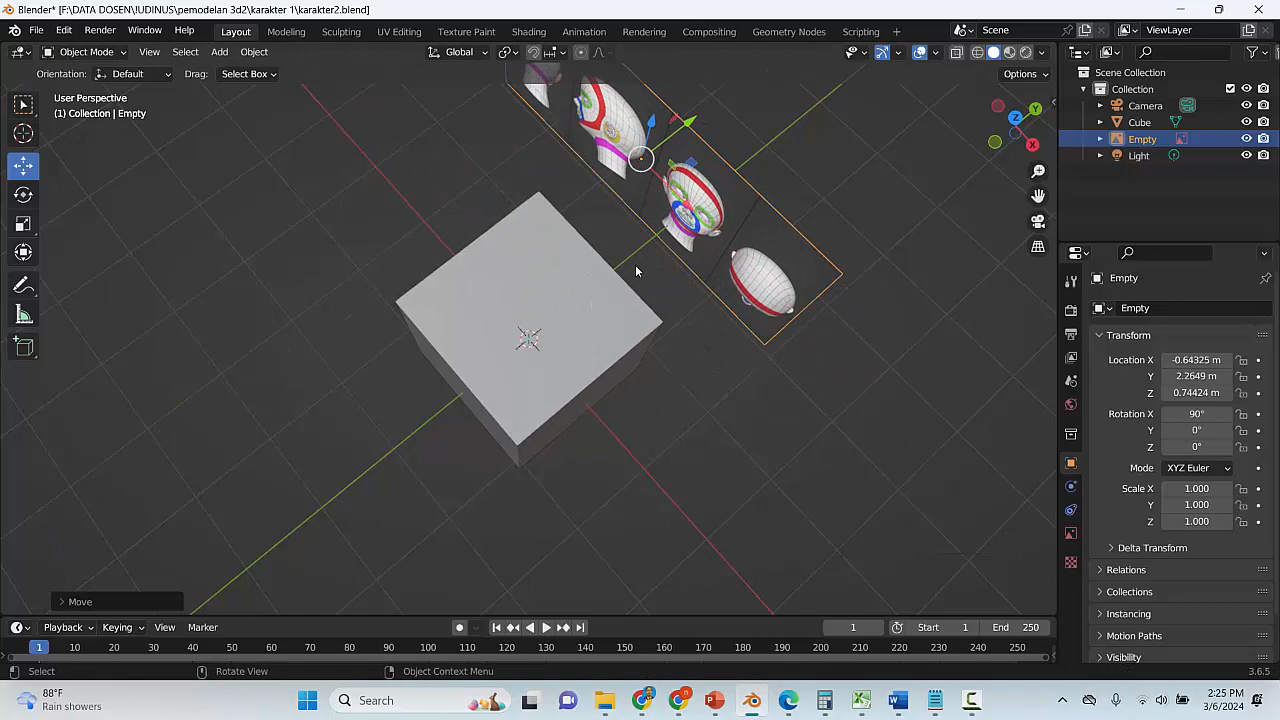 Blender* [F:\DATA DOSEN\!UDINUS\pemodelan 3d2\karakter 1\karakter2.blend]
File Edit Render Window Help Layout Modeling Sculpting UV Editing Texture Paint Shading Animation Rendering Compositing Geometry Nodes Scripting + Scene ViewLayer
Object Mode View Select Add Object Global
Orientation: Default Drag: Select Box Options
User Perspective
(1) Collection | Empty
Z
Y
X
Move
Scene Collection
Collection
Camera
Cube
Empty
Light
Empty
Empty
Transform
Location X -0.64325 m
Y 2.2649 m
Z 0.74424 m
Rotation X 90°
Y 0°
Z 0°
Mode XYZ Euler
Scale X 1.000
Y 1.000
Z 1.000
Delta Transform
Relations
Collections
Instancing
Motion Paths
Visibility
Playback Keying View Marker 1 Start 1 End 250
1 10 20 30 40 50 60 70 80 90 100 110 120 130 140 150 160 170 180 190 200 210 220 230 240 250
Select Rotate View Object Context Menu 3.6.5
88°F
Rain showers
Search
2:25 PM
3/6/2024